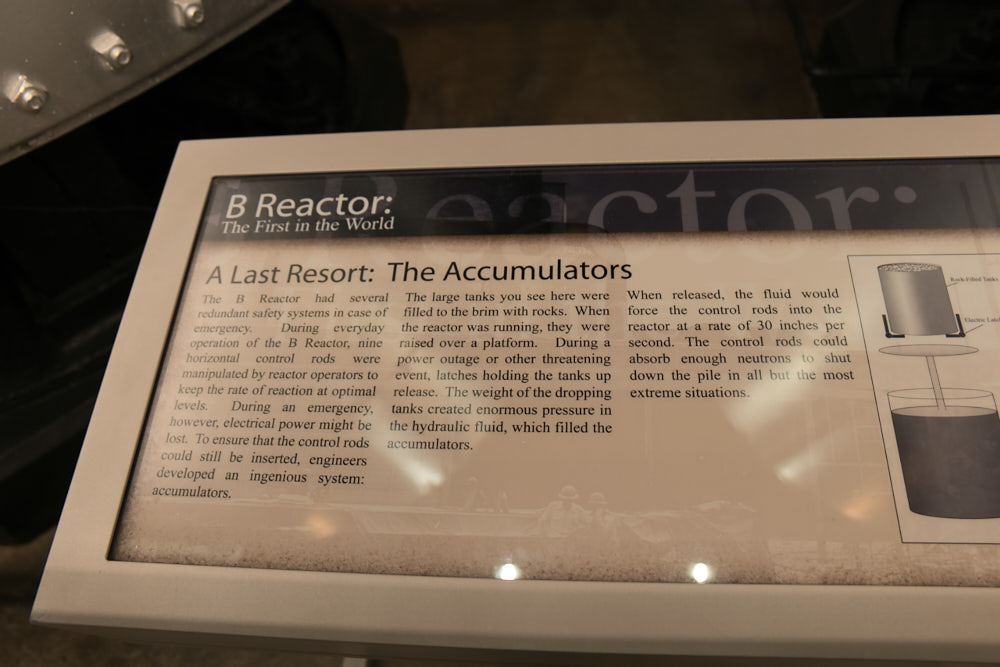 B Reactor:
The First in the World
A Last Resort: The Accumulators
The B Reactor had several
redundant safety systems in case of
emergency. During everyday
operation of the B Reactor, nine
horizontal control rods were
manipulated by reactor operators to
keep the rate of reaction at optimal
levels. During an emergency,
however, electrical power might be
lost. To ensure that the control rods
could still be inserted, engineers
developed an ingenious system:
accumulators.
The large tanks you see here were
filled to the brim with rocks. When
the reactor was running, they were
raised over a platform. During a
power outage or other threatening
event, latches holding the tanks up
release. The weight of the dropping
tanks created enormous pressure in
the hydraulic fluid, which filled the
accumulators.
When released, the fluid would
force the control rods into the
reactor at a rate of 30 inches per
second. The control rods could
absorb enough neutrons to shut
down the pile in all but the most
extreme situations.
Rock-Filled Tanks
Electric Latch
Reactor: